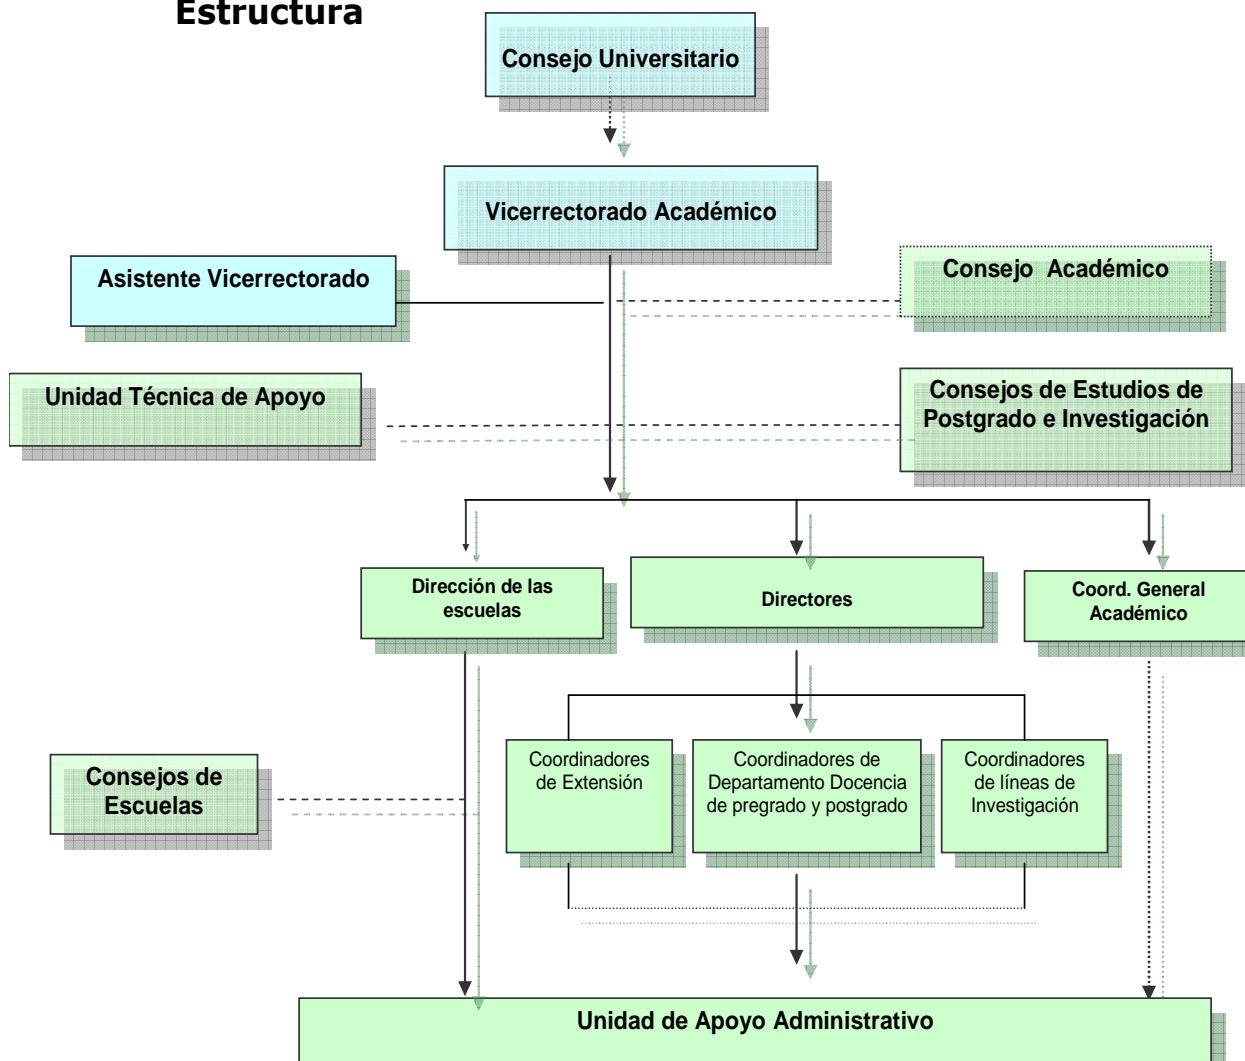 Estructura
Consejo Universitario
Vicerrectorado Académico
Asistente Vicerrectorado
Consejo Académico
Unidad Técnica de Apoyo
Consejos de Estudios de
Postgrado e Investigación
Dirección de las
escuelas
Directores
Coord. General
Académico
Consejos de
Escuelas
Coordinadores
de Extensión
Coordinadores de
Departamento Docencia
de pregrado y postgrado
Coordinadores
de líneas de
Investigación
Unidad de Apoyo Administrativo